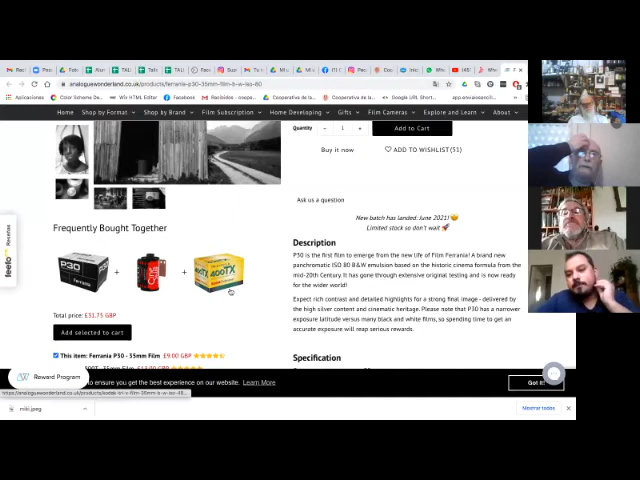 analoguewonderland.co.uk/products/ferrania-p30-35mm-film-b-w-iso-80
Aplicaciones
Color Scheme De...
Wix HTML Editor
Facebook
Cooperativa de la...
Google URL Short...
Home
Shop by Format
Shop by Brand
Film Subscription
Home Developing
Gifts
Film Cameras
Explore and Learn
About
Quantity
-
1
+
Add to Cart
Buy it now
ADD TO WISHLIST (51)
Ask us a question
New batch has landed: June 2021!
Limited stock so don't wait
feelo
Frequently Bought Together
P30
+
+
400TX
Total price: £31.75 GBP
Add selected to cart
This item: Ferrania P30 - 35mm Film £9.00 GBP
Description
P30 is the first film to emerge from the new life of Film Ferrania! A brand new
panchromatic ISO 80 B&W emulsion based on the historic cinema formula from the
mid-20th Century. It has gone through extensive original testing and is now ready
for the wider world!
Expect rich contrast and detailed highlights for a strong final image - delivered by
the high silver content and cinematic heritage. Please note that P30 has a narrower
exposure latitude versus many black and white films, so spending time to get an
accurate exposure will reap serious rewards.
Specification
Reward Program
to ensure you get the best experience on our website. Learn More
Got it!
miki.jpeg
Mostrar todos